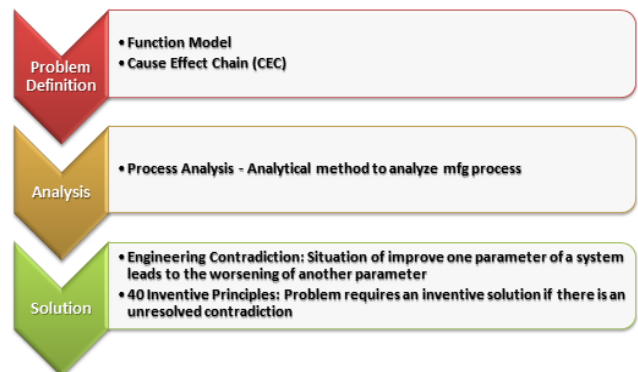 Problem
Definition
• Function Model
• Cause Effect Chain (CEC)
Analysis
• Process Analysis - Analytical method to analyze mfg process
Solution
• Engineering Contradiction: Situation of improve one parameter of a system
leads to the worsening of another parameter
• 40 Inventive Principles: Problem requires an inventive solution if there is an
unresolved contradiction